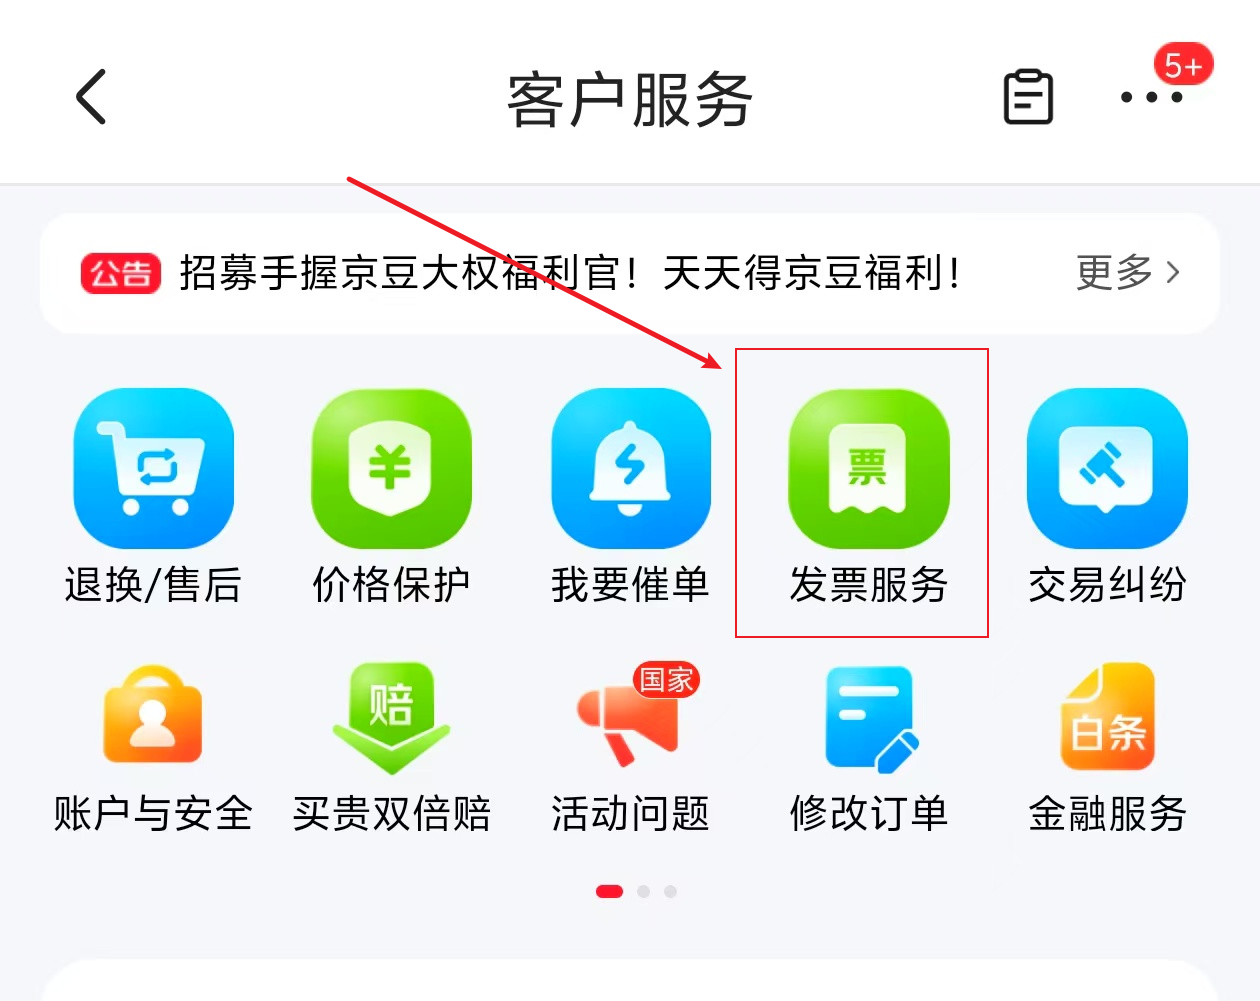 客户服务
5+
公告 招募手握京豆大权福利官！天天得京豆福利！ 更多
¥ 票
退换/售后 价格保护 我要催单 发票服务 交易纠纷
赔 国家 白条
账户与安全 买贵双倍赔 活动问题 修改订单 金融服务